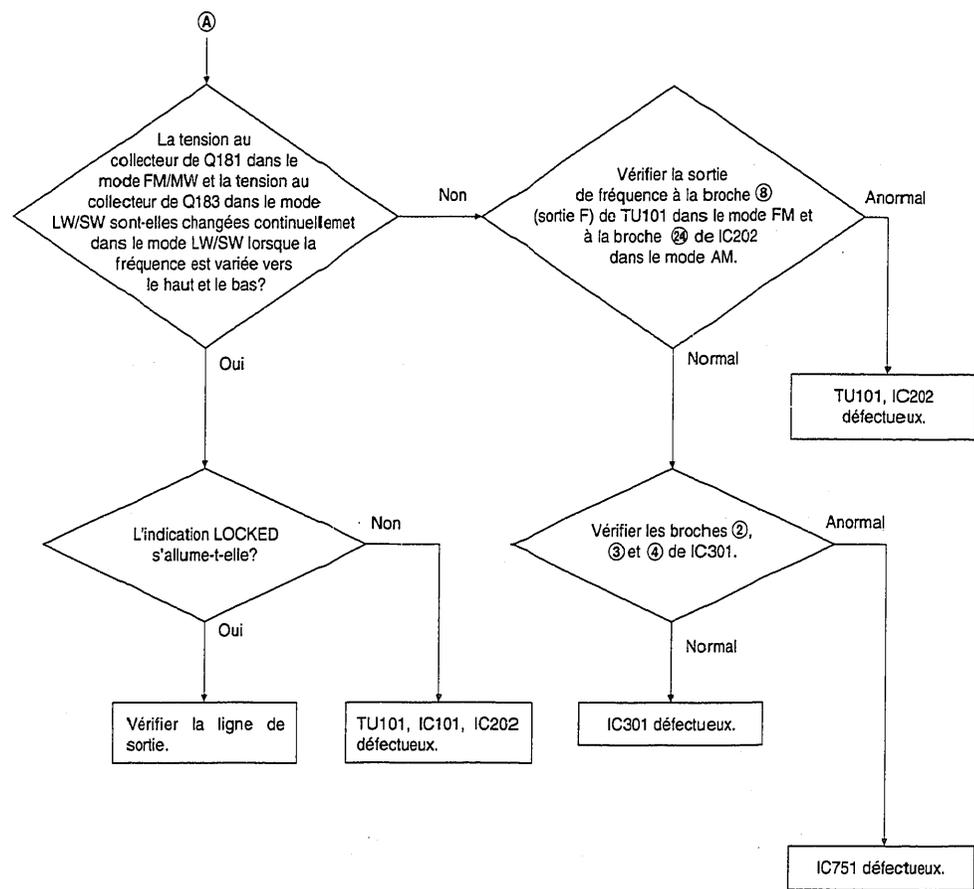 Ⓐ
La tension au
collecteur de Q181 dans le
mode FM/MW et la tension au
collecteur de Q183 dans le mode
LW/SW sont-elles changées continuellemet
dans le mode LW/SW lorsque la
fréquence est variée vers
le haut et le bas?
Non
Vérifier la sortie
de fréquence à la broche ⑧
(sortie F) de TU101 dans le mode FM et
à la broche ㉔ de IC202
dans le mode AM.
Anormal
Oui
Normal
TU101, IC202
défectueux.
L'indication LOCKED
s'allume-t-elle?
Non
Vérifier les broches ②,
③ et ④ de IC301.
Anormal
Oui
Normal
Vérifier la ligne de
sortie.
TU101, IC101, IC202
défectueux.
IC301 défectueux.
IC751 défectueux.